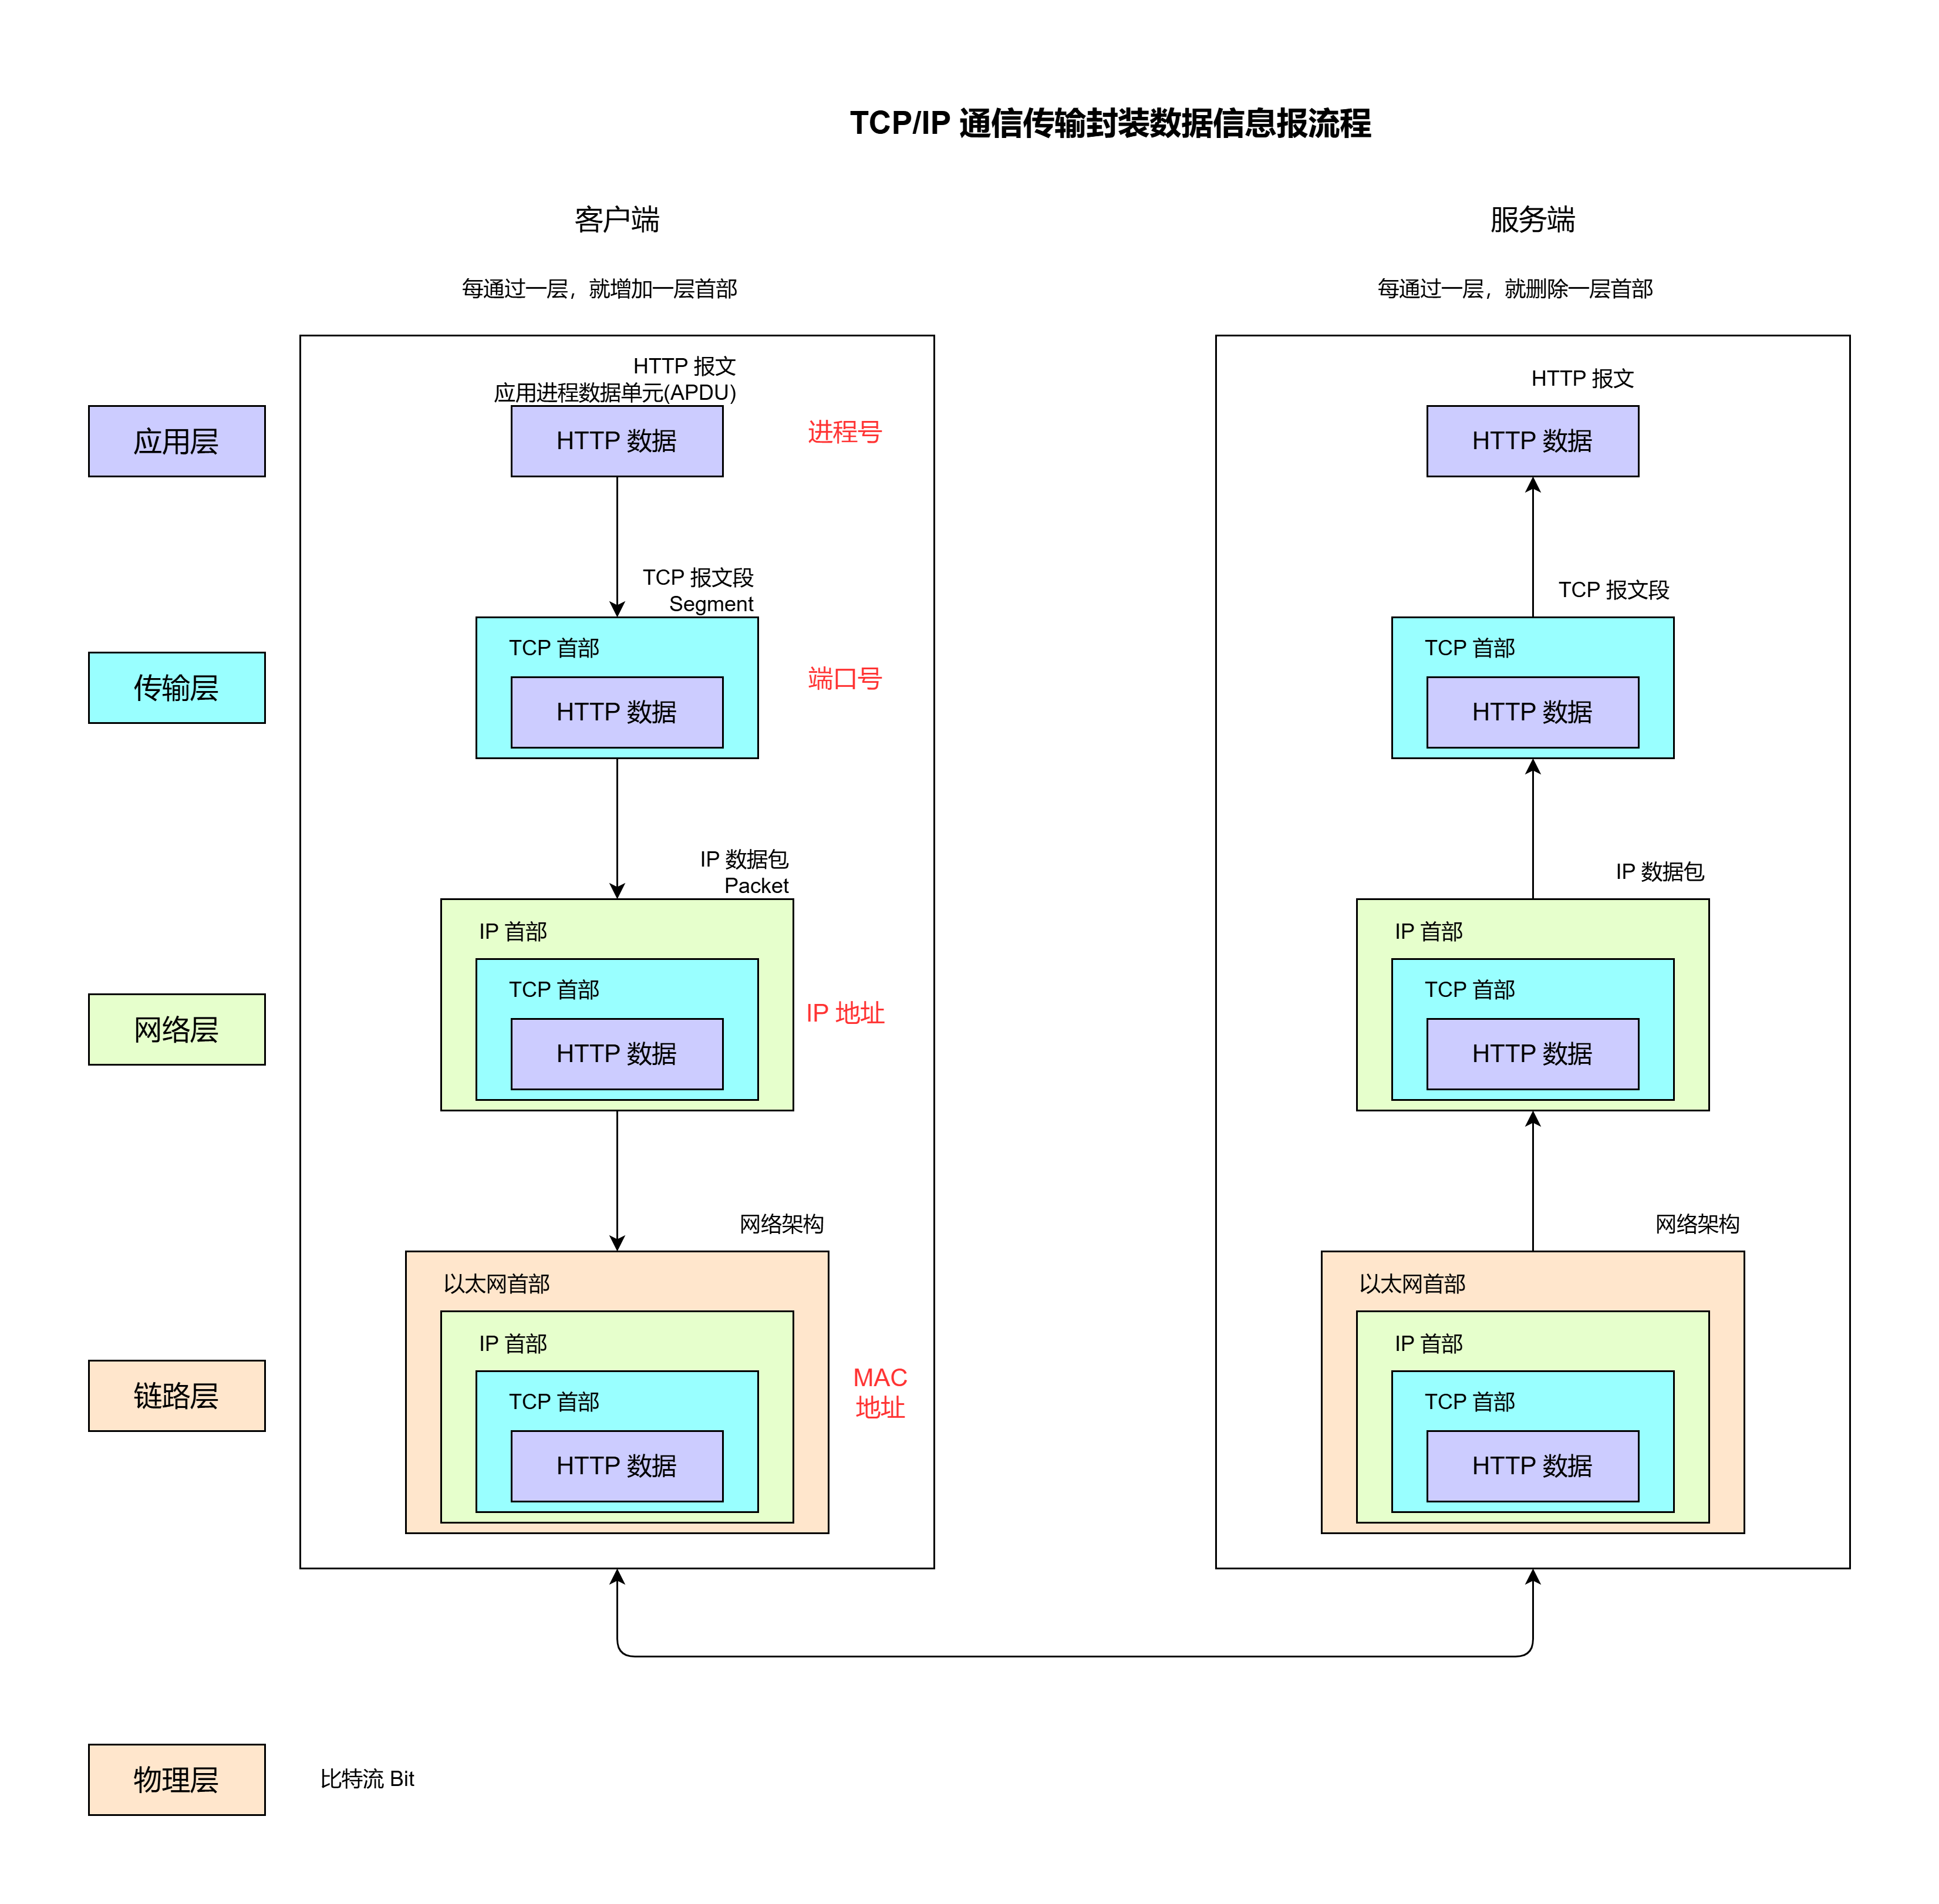 TCP/IP 通信传输封装数据信息报流程
客户端
服务端
每通过一层，就增加一层首部
每通过一层，就删除一层首部
应用层
HTTP 报文
应用进程数据单元(APDU)
HTTP 数据
进程号
HTTP 报文
HTTP 数据
传输层
TCP 报文段
Segment
TCP 首部
HTTP 数据
端口号
TCP 报文段
TCP 首部
HTTP 数据
网络层
IP 数据包
Packet
IP 首部
TCP 首部
HTTP 数据
IP 地址
IP 数据包
IP 首部
TCP 首部
HTTP 数据
链路层
网络架构
以太网首部
IP 首部
TCP 首部
HTTP 数据
MAC
地址
网络架构
以太网首部
IP 首部
TCP 首部
HTTP 数据
物理层
比特流 Bit